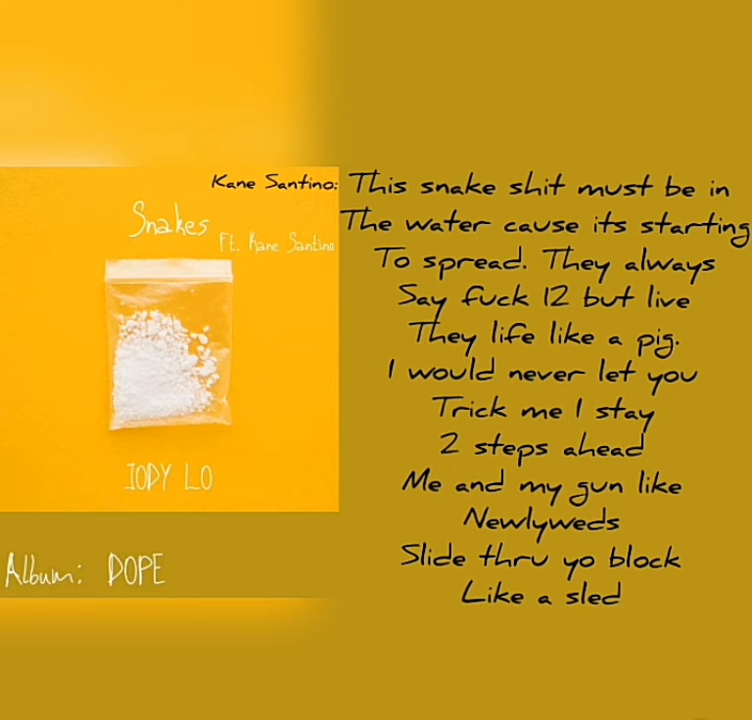 Kane Santino: This snake shit must be in
The water cause its starting
To spread. They always
Say fuck 12 but live
They life like a pig.
I would never let you
Trick me I stay
2 steps ahead
Me and my gun like
Newlyweds
Slide thru yo block
Like a sled
Snakes
Ft. Kane Santino
JODY LO
Album: DOPE